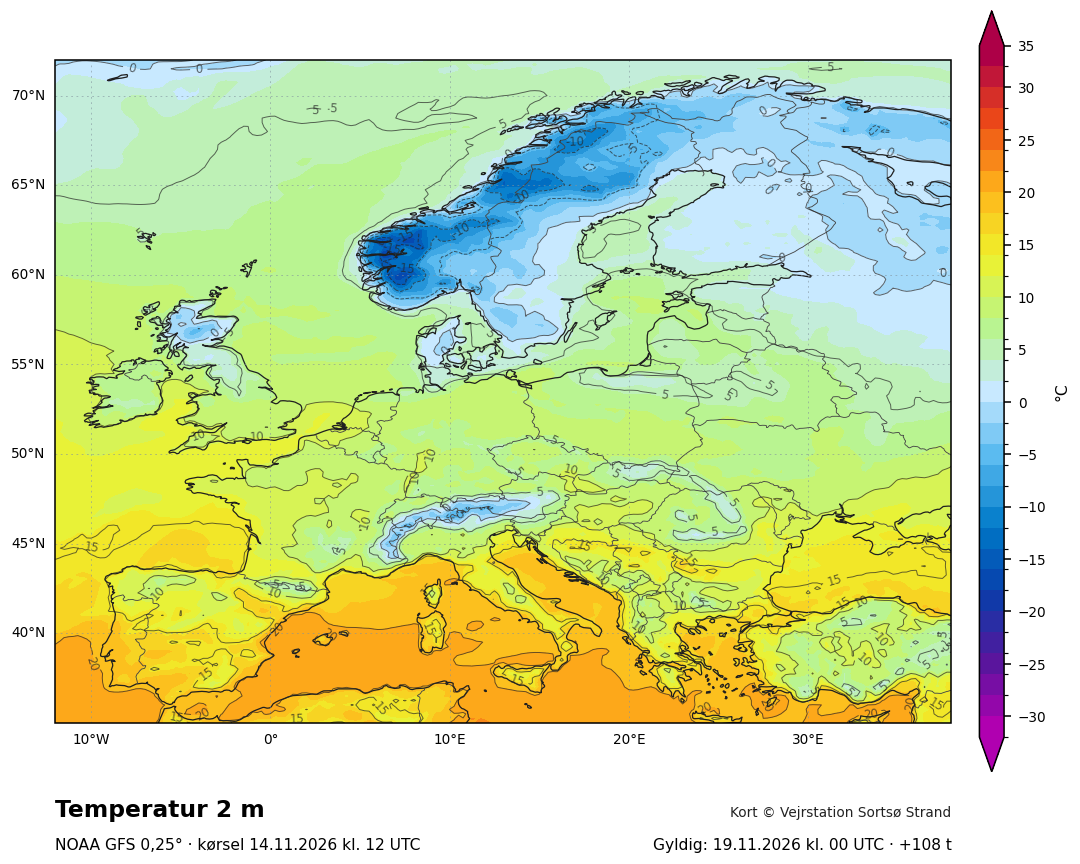 70°N
65°N
60°N
55°N
50°N
45°N
40°N
10°W 0° 10°E 20°E 30°E
35
30
25
20
15
10
5
0
−5
−10
−15
−20
−25
−30
°C
Temperatur 2 m
Kort © Vejrstation Sortsø Strand
NOAA GFS 0,25° · kørsel 14.11.2026 kl. 12 UTC
Gyldig: 19.11.2026 kl. 00 UTC · +108 t